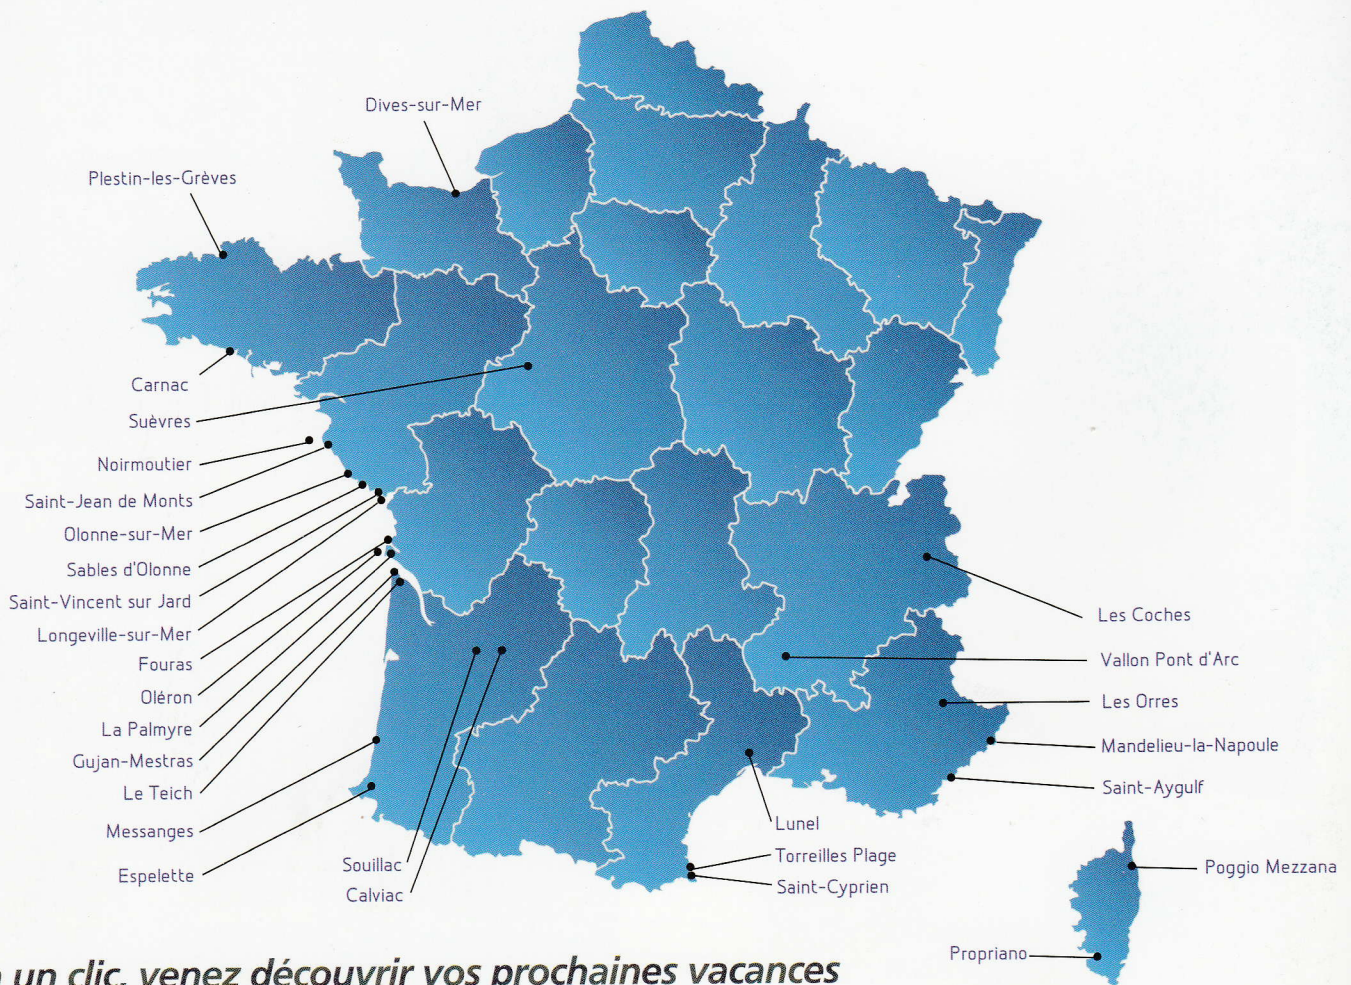 Dives-sur-Mer
Plestin-les-Grèves
Carnac
Suèvres
Noirmoutier
Saint-Jean de Monts
Olonne-sur-Mer
Sables d'Olonne
Saint-Vincent sur Jard
Longeville-sur-Mer
Fouras
Oléron
La Palmyre
Gujan-Mestras
Le Teich
Messanges
Espelette
Souillac
Calviac
Lunel
Torreilles Plage
Saint-Cyprien
Les Coches
Vallon Pont d'Arc
Les Orres
Mandelieu-la-Napoule
Saint-Aygulf
Poggio Mezzana
Propriano
un clic, venez découvrir vos prochaines vacances